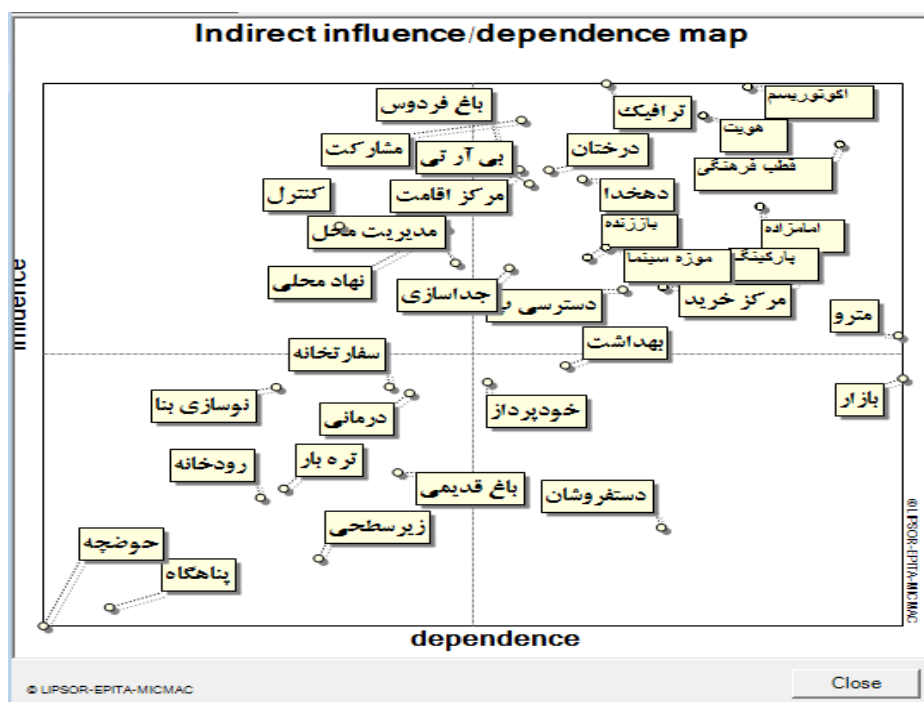 Indirect influence/dependence map
باغ فردوس
ترافیک
اکوتوریسم
هویت
مشارکت
بی آر تی
درختان
قطب فرهنگی
کنترل
مرکز اقامت
دهخدا
مدیریت محل
باززنده
امامزاده
نهاد محلی
جداسازی
دسترسی ب
موزه سینما
پارکینگ
مرکز خرید
مترو
influence
سفارتخانه
بهداشت
نوسازی بنا
درمانی
خودپرداز
بازار
رودخانه
تره بار
باغ قدیمی
دستفروشان
زیرسطحی
حوضچه
پناهگاه
dependence
© LIPSOR-EPITA-MICMAC
© LIPSOR-EPITA-MICMAC
Close